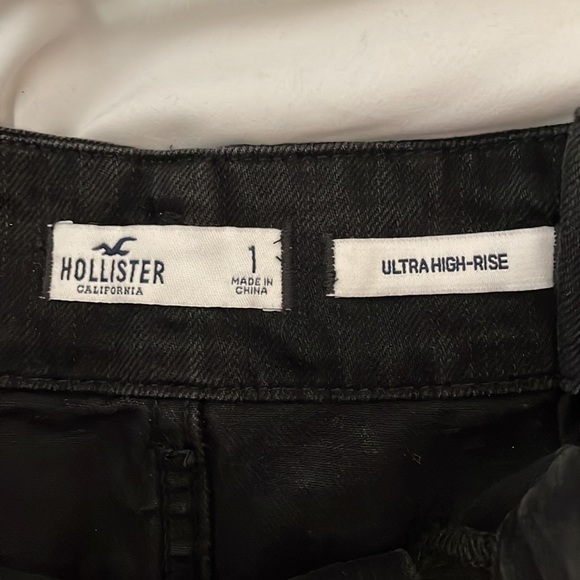 HOLLISTER
CALIFORNIA
1
MADE IN
CHINA
ULTRA HIGH-RISE